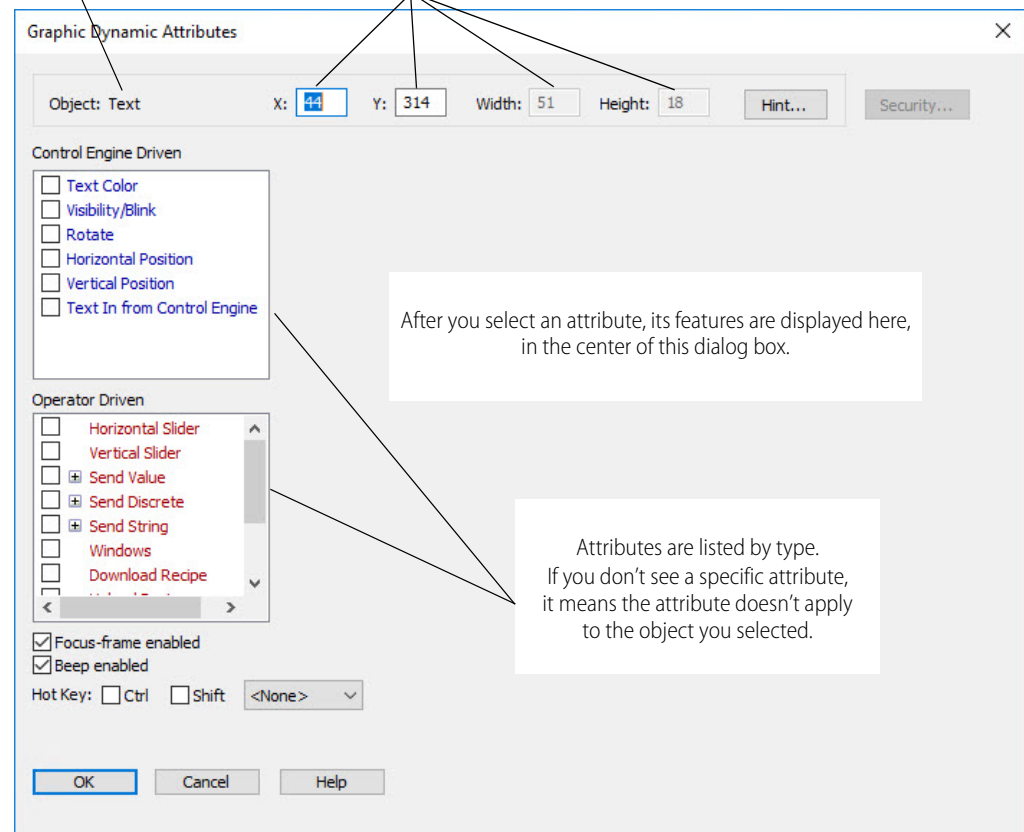 Graphic Dynamic Attributes
Object: Text X: 44 Y: 314 Width: 51 Height: 18 Hint... Security...
Control Engine Driven
Text Color
Visibility/Blink
Rotate
Horizontal Position
Vertical Position
Text In from Control Engine
After you select an attribute, its features are displayed here,
in the center of this dialog box.
Operator Driven
Horizontal Slider
Vertical Slider
Send Value
Send Discrete
Send String
Windows
Download Recipe
Attributes are listed by type.
If you don't see a specific attribute,
it means the attribute doesn't apply
to the object you selected.
Focus-frame enabled
Beep enabled
Hot Key: Ctrl Shift <None>
OK Cancel Help